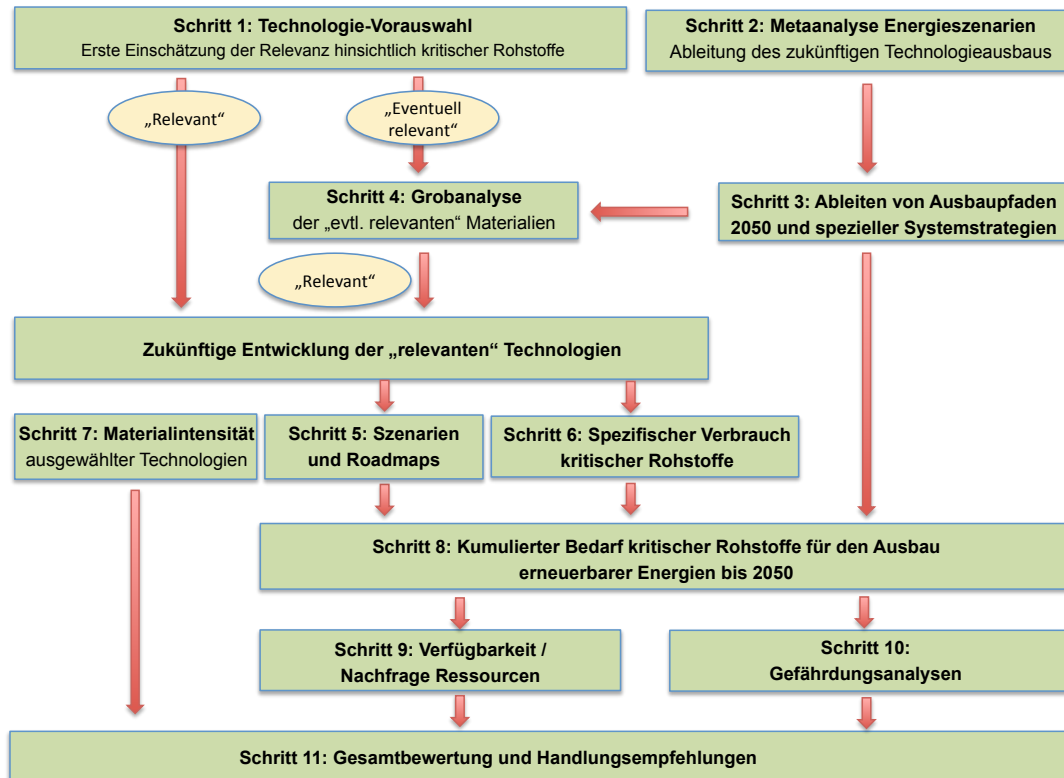 Schritt 1: Technologie-Vorauswahl
Erste Einschätzung der Relevanz hinsichtlich kritischer Rohstoffe
Schritt 2: Metaanalyse Energieszenarien
Ableitung des zukünftigen Technologieausbaus
„Relevant“
„Eventuell
relevant“
Schritt 4: Grobanalyse
der „evtl. relevanten“ Materialien
Schritt 3: Ableiten von Ausbaupfaden
2050 und spezieller Systemstrategien
„Relevant“
Zukünftige Entwicklung der „relevanten“ Technologien
Schritt 7: Materialintensität
ausgewählter Technologien
Schritt 5: Szenarien
und Roadmaps
Schritt 6: Spezifischer Verbrauch
kritischer Rohstoffe
Schritt 8: Kumulierter Bedarf kritischer Rohstoffe für den Ausbau
erneuerbarer Energien bis 2050
Schritt 9: Verfügbarkeit /
Nachfrage Ressourcen
Schritt 10:
Gefährdungsanalysen
Schritt 11: Gesamtbewertung und Handlungsempfehlungen